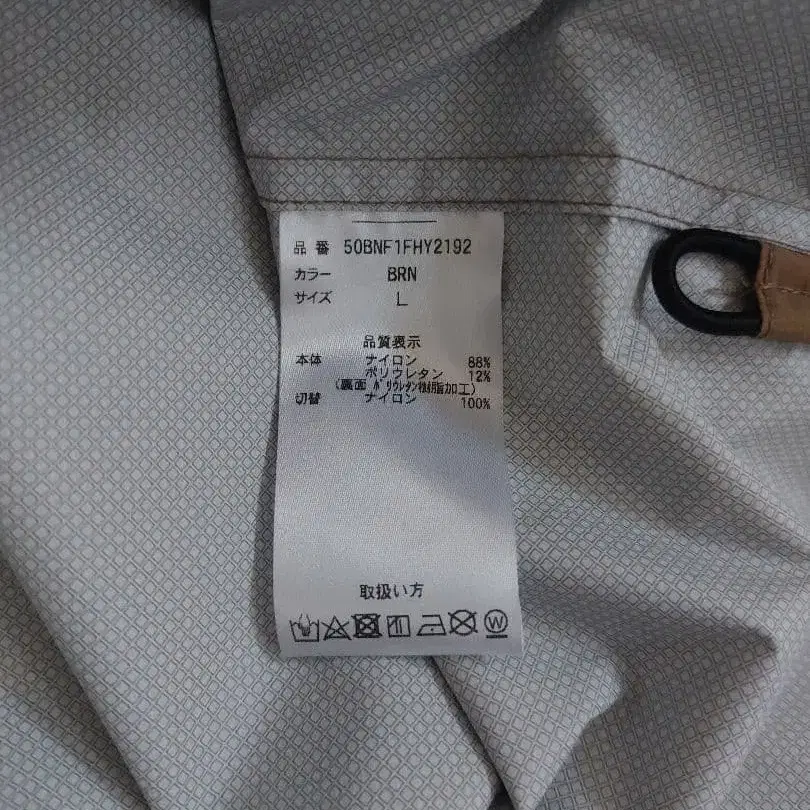 品番 50BNF1FHY2192
カラー BRN
サイズ L
品質表示
本体 ナイロン 88%
ポリウレタン 12%
(裏面 ポリウレタン樹脂加工)
切替 ナイロン 100%
取扱い方
W